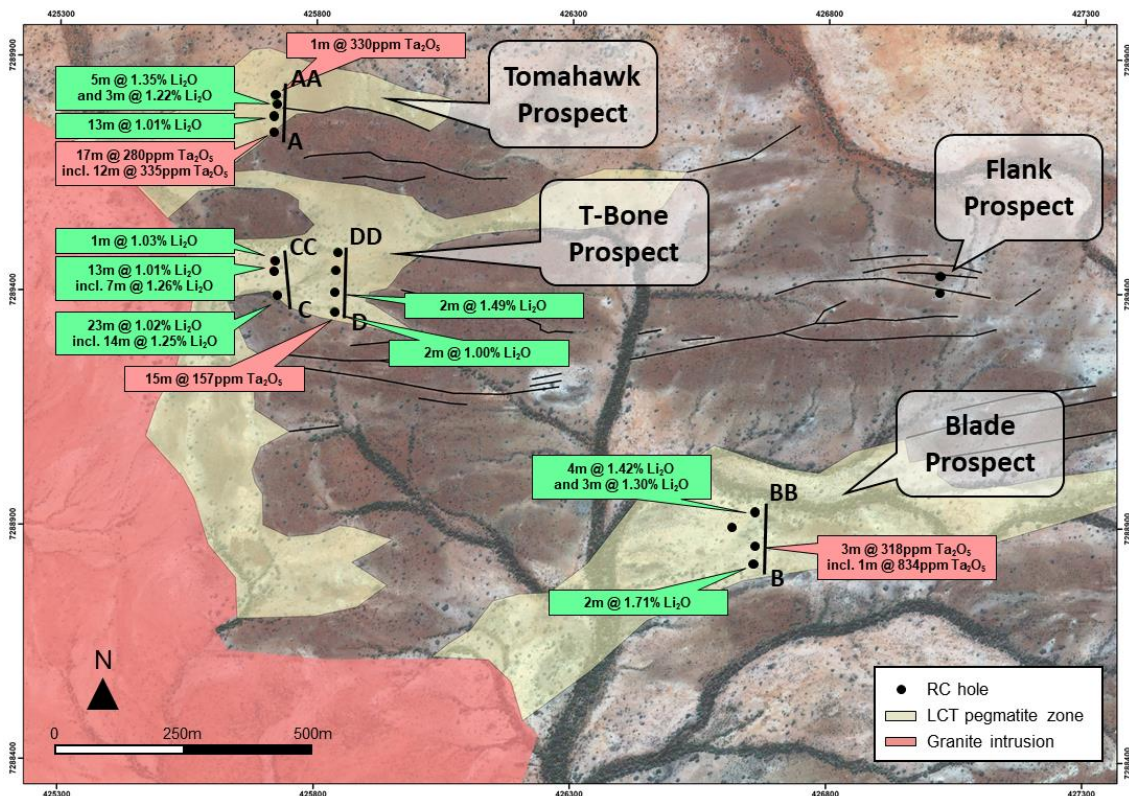 425300
425800
426300
426800
427300
7289900
7289900
1m @ 330ppm Ta₂O₅
5m @ 1.35% Li₂O
and 3m @ 1.22% Li₂O
AA
Tomahawk
Prospect
13m @ 1.01% Li₂O
A
17m @ 280ppm Ta₂O₅
incl. 12m @ 335ppm Ta₂O₅
Flank
Prospect
T-Bone
Prospect
1m @ 1.03% Li₂O
CC
DD
13m @ 1.01% Li₂O
incl. 7m @ 1.26% Li₂O
7289400
7289400
2m @ 1.49% Li₂O
C
D
23m @ 1.02% Li₂O
incl. 14m @ 1.25% Li₂O
2m @ 1.00% Li₂O
15m @ 157ppm Ta₂O₅
Blade
Prospect
4m @ 1.42% Li₂O
and 3m @ 1.30% Li₂O
BB
7288900
7288900
3m @ 318ppm Ta₂O₅
incl. 1m @ 834ppm Ta₂O₅
B
2m @ 1.71% Li₂O
N
RC hole
LCT pegmatite zone
Granite intrusion
0
250m
500m
7288400
7288400
425300
425800
426300
426800
427300